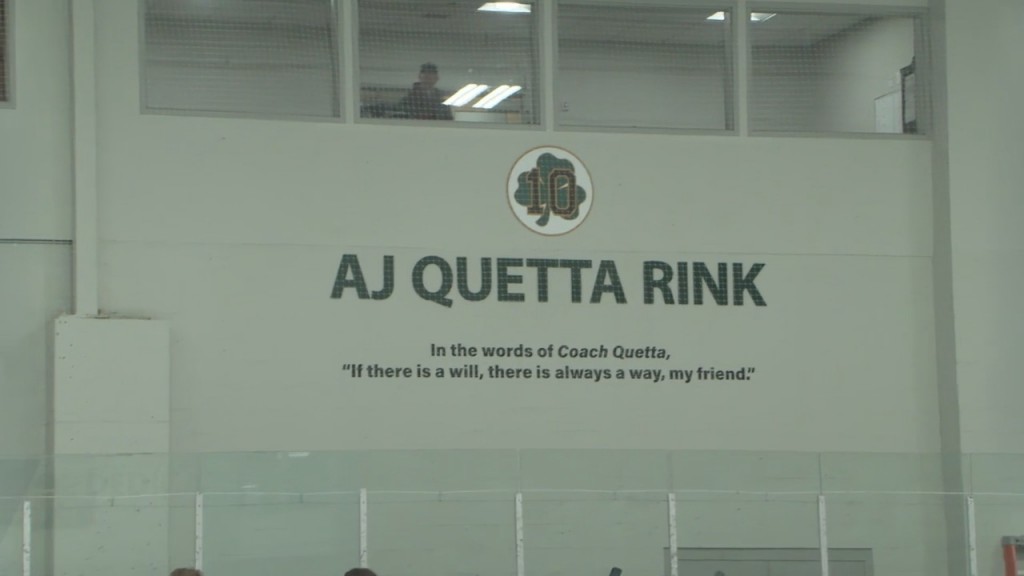 10
AJ QUETTA RINK
In the words of Coach Quetta,
"If there is a will, there is always a way, my friend."